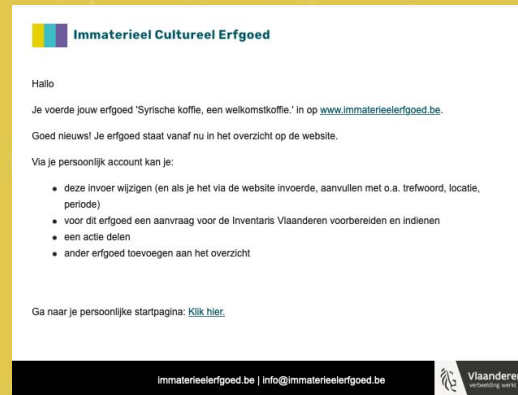 Immaterieel Cultureel Erfgoed
Hallo
Je voerde jouw erfgoed 'Syrische koffie, een welkomstkoffie.' in op www.immaterieelerfgoed.be.
Goed nieuws! Je erfgoed staat vanaf nu in het overzicht op de website.
Via je persoonlijk account kan je:
• deze invoer wijzigen (en als je het via de website invoerde, aanvullen met o.a. trefwoord, locatie,
periode)
• voor dit erfgoed een aanvraag voor de Inventaris Vlaanderen voorbereiden en indienen
• een actie delen
• ander erfgoed toevoegen aan het overzicht
Ga naar je persoonlijke startpagina: Klik hier.
immaterieelerfgoed.be | info@immaterieelerfgoed.be
Vlaanderen
verbeelding werkt